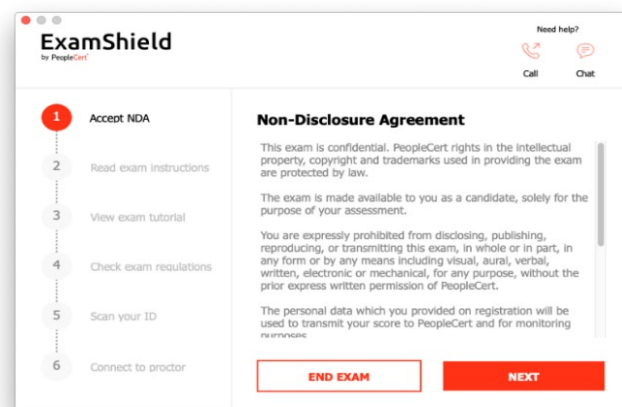 ExamShield
by PeopleCert
Need help?
Call
Chat
1 Accept NDA
2 Read exam instructions
3 View exam tutorial
4 Check exam regulations
5 Scan your ID
6 Connect to proctor
Non-Disclosure Agreement
This exam is confidential. PeopleCert rights in the intellectual
property, copyright and trademarks used in providing the exam
are protected by law.
The exam is made available to you as a candidate, solely for the
purpose of your assessment.
You are expressly prohibited from disclosing, publishing,
reproducing, or transmitting this exam, in whole or in part, in
any form or by any means including visual, aural, verbal,
written, electronic or mechanical, for any purpose, without the
prior express written permission of PeopleCert.
The personal data which you provided on registration will be
used to transmit your score to PeopleCert and for monitoring
purposes
END EXAM
NEXT